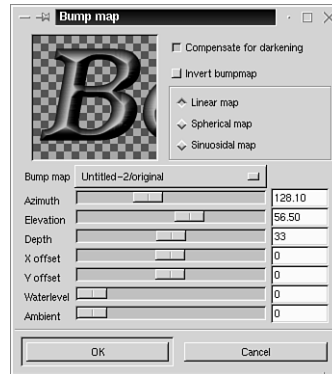 Bump map
Compensate for darkening
Invert bumpmap
Linear map
Spherical map
Sinuosidal map
Bump map Untitled-2/original
Azimuth 128.10
Elevation 56.50
Depth 33
X offset 0
Y offset 0
Waterlevel 0
Ambient 0
OK Cancel